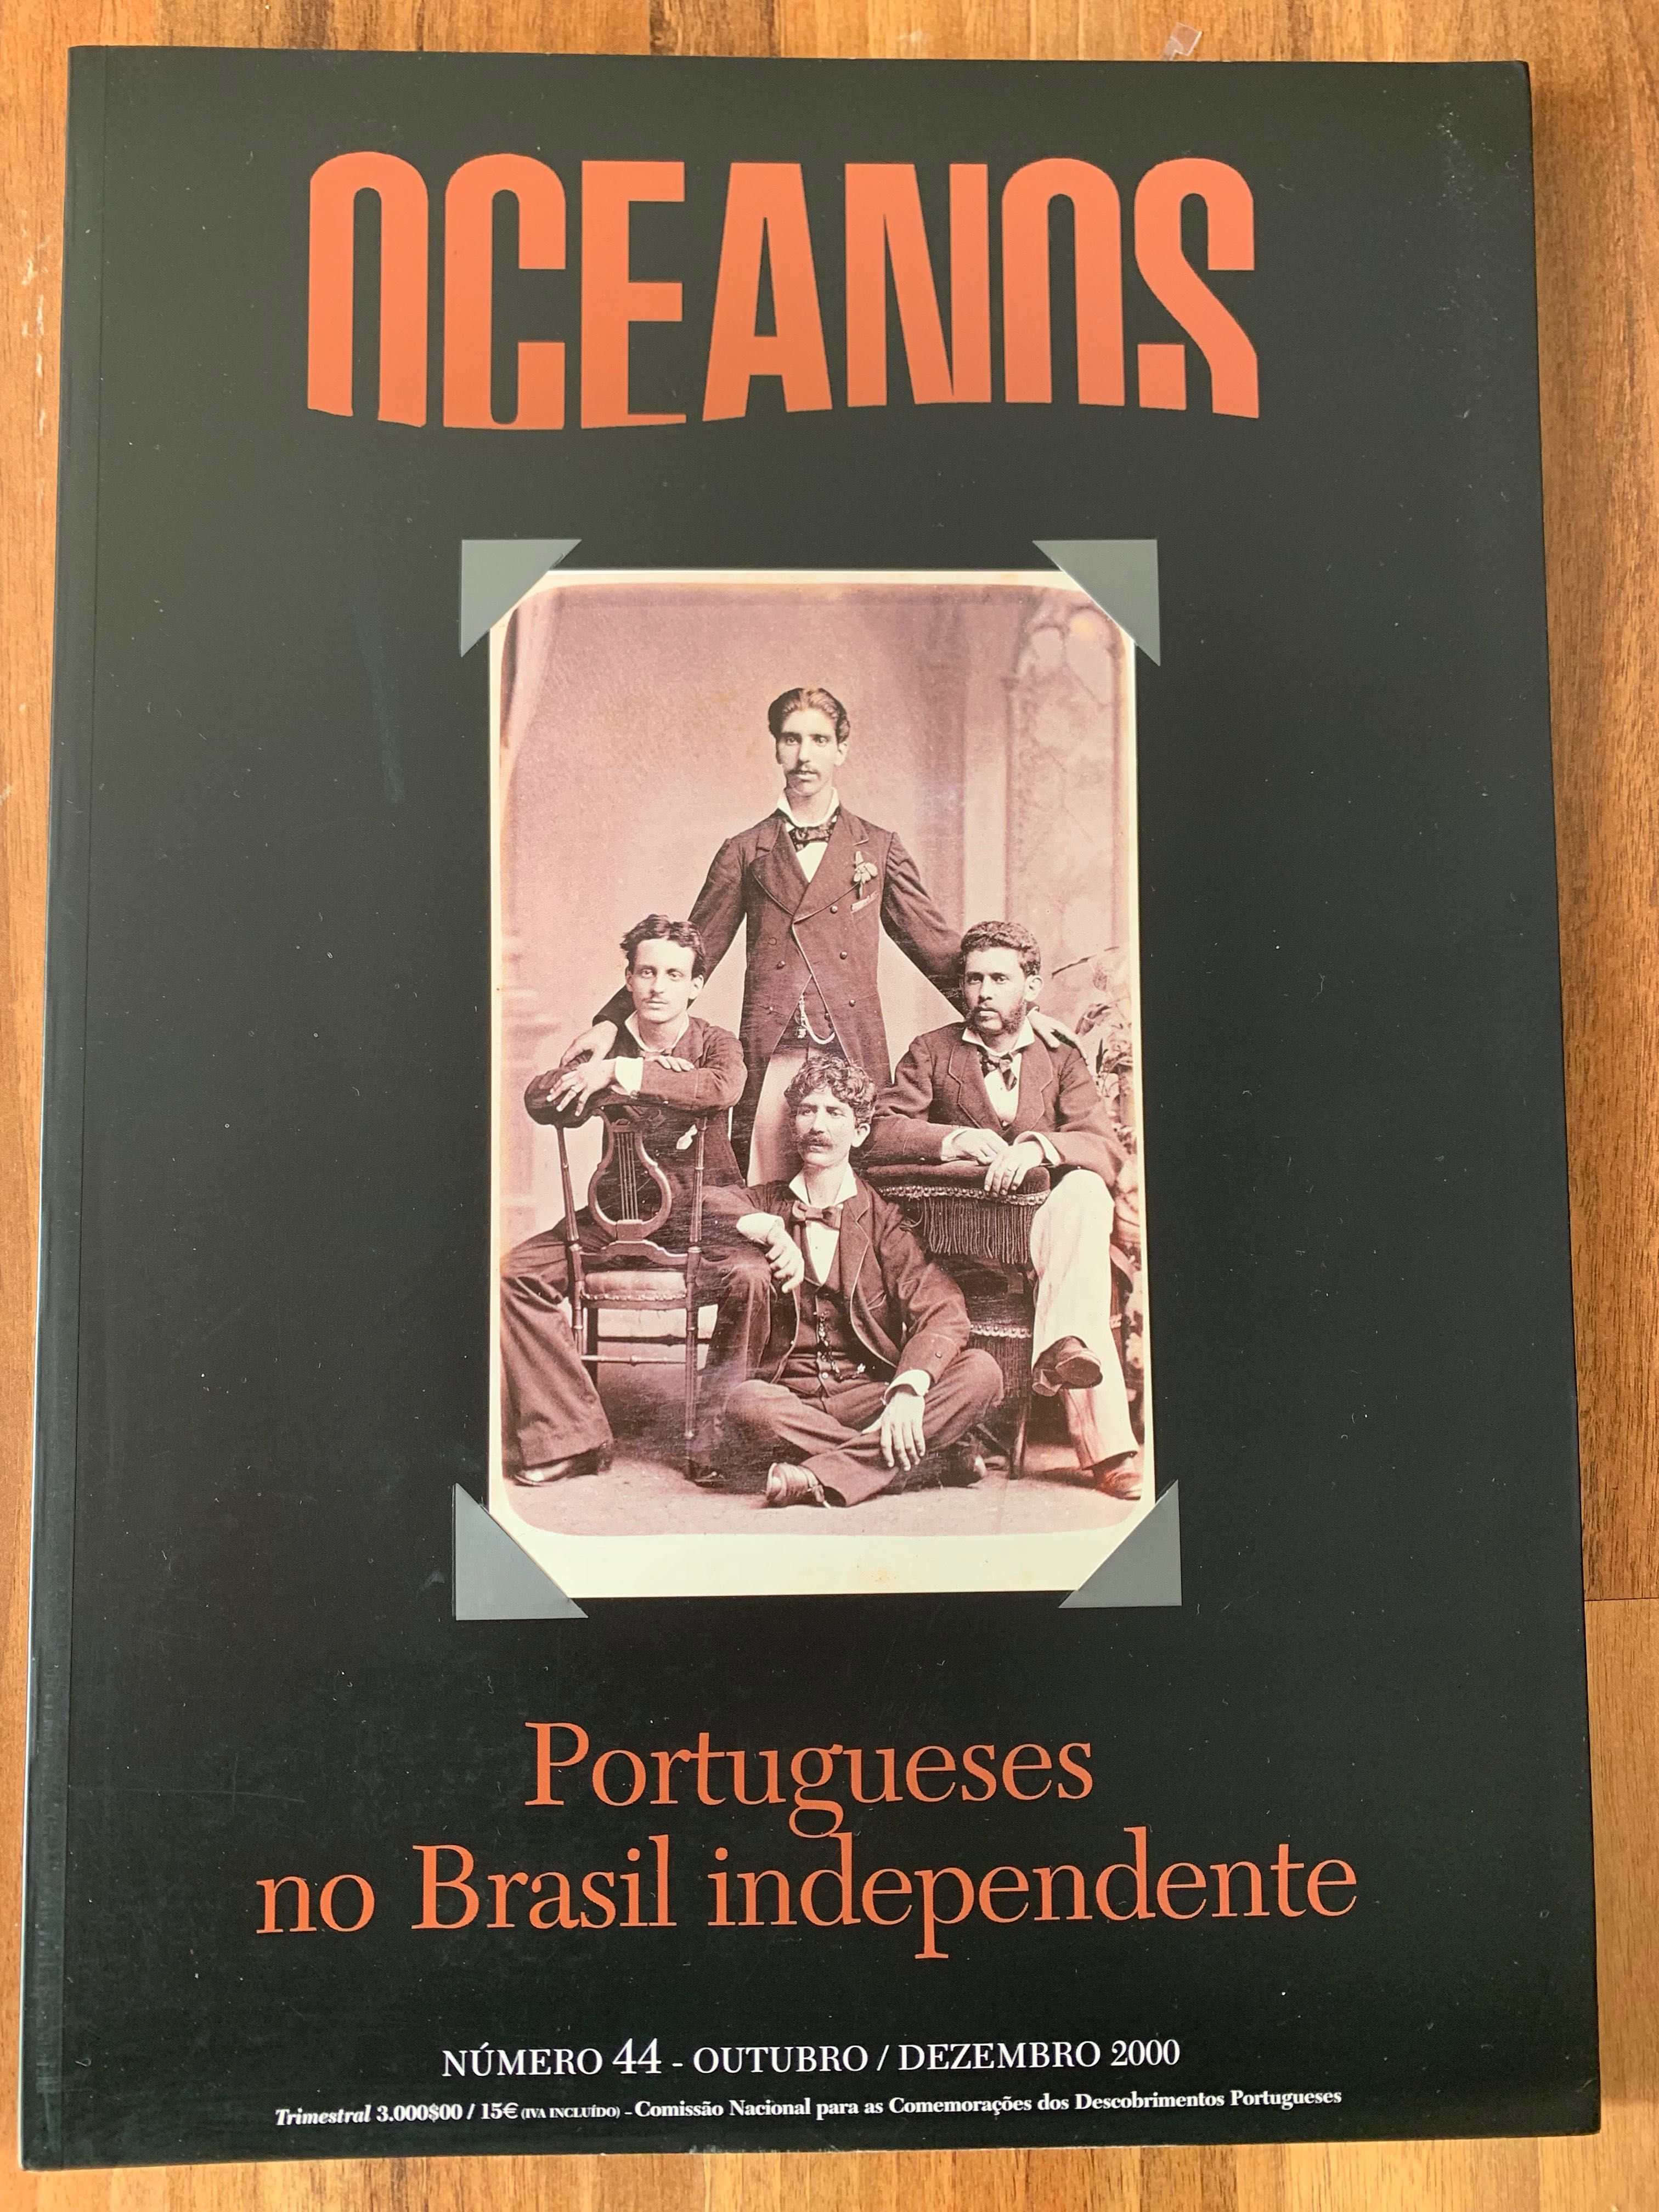 OCEANOS
Portugueses
no Brasil independente
NÚMERO 44 - OUTUBRO / DEZEMBRO 2000
Trimestral 3.000$00 / 15€ (IVA INCLUÍDO) - Comissão Nacional para as Comemorações dos Descobrimentos Portugueses